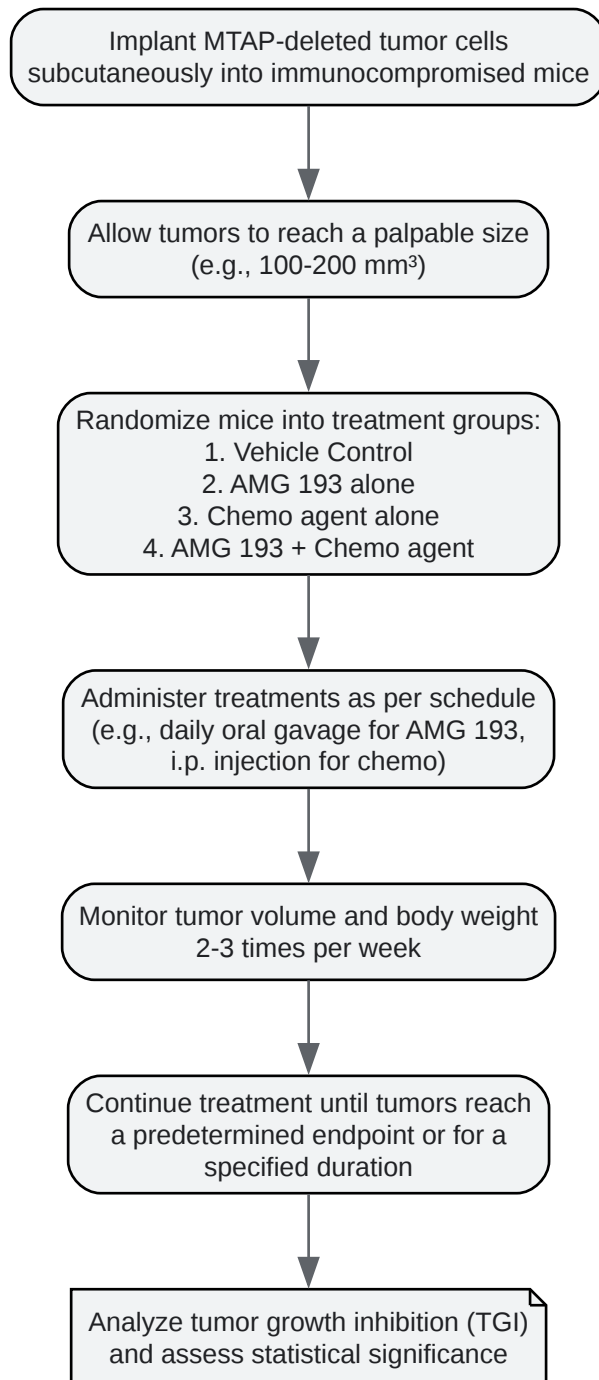 Implant MTAP-deleted tumor cells
subcutaneously into immunocompromised mice
Allow tumors to reach a palpable size
(e.g., 100-200 mm³)
Randomize mice into treatment groups:
1. Vehicle Control
2. AMG 193 alone
3. Chemo agent alone
4. AMG 193 + Chemo agent
Administer treatments as per schedule
(e.g., daily oral gavage for AMG 193,
i.p. injection for chemo)
Monitor tumor volume and body weight
2-3 times per week
Continue treatment until tumors reach
a predetermined endpoint or for a
specified duration
Analyze tumor growth inhibition (TGI)
and assess statistical significance